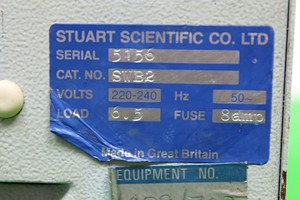 STUART SCIENTIFIC CO. LTD
SERIAL 5156
CAT. NO. SWB2
VOLTS 220-240 Hz 50~
LOAD 6.5 FUSE 8amp
Made in Great Britain
EQUIPMENT NO.